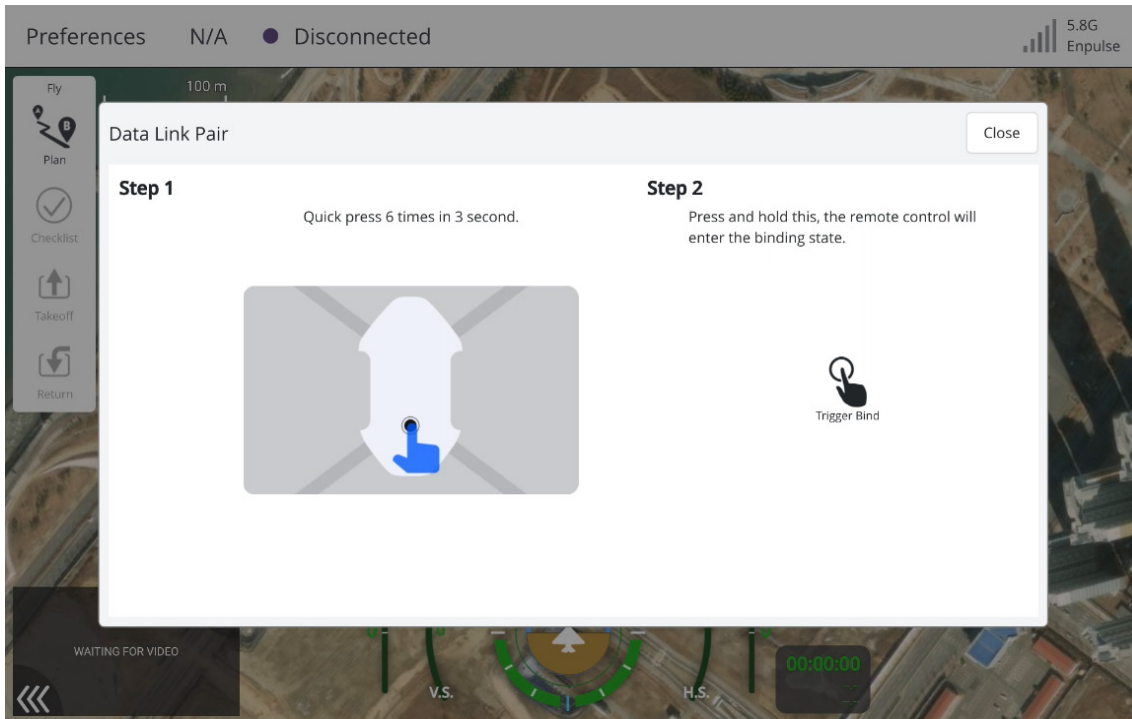 Preferences N/A Disconnected
5.8G
Enpulse
Fly
100 m
Plan
Checklist
Takeoff
Return
Data Link Pair
Close
Step 1
Quick press 6 times in 3 second.
Step 2
Press and hold this, the remote control will
enter the binding state.
Trigger Bind
WAITING FOR VIDEO
V.S.
H.S.
00:00:00